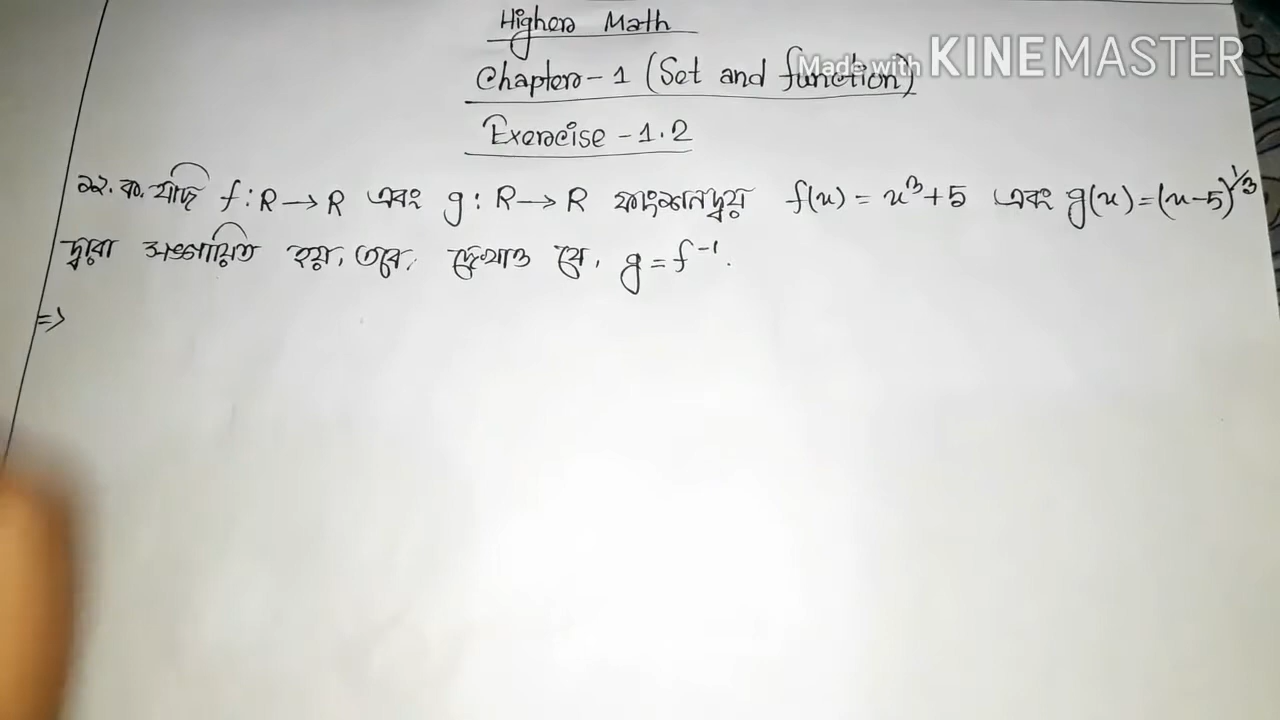 Higher Math
Chapter-1 (Set and function)
Made with KINEMASTER
Exercise-1.2
১২. ক. যদি f : R → R এবং g : R → R ফাংশনদ্বয় f(x) = x³+5 এবং g(x) = (x-5)^1/3
দ্বারা সংজ্ঞায়িত হয়, তবে, দেখাও যে, g = f⁻¹.
=>